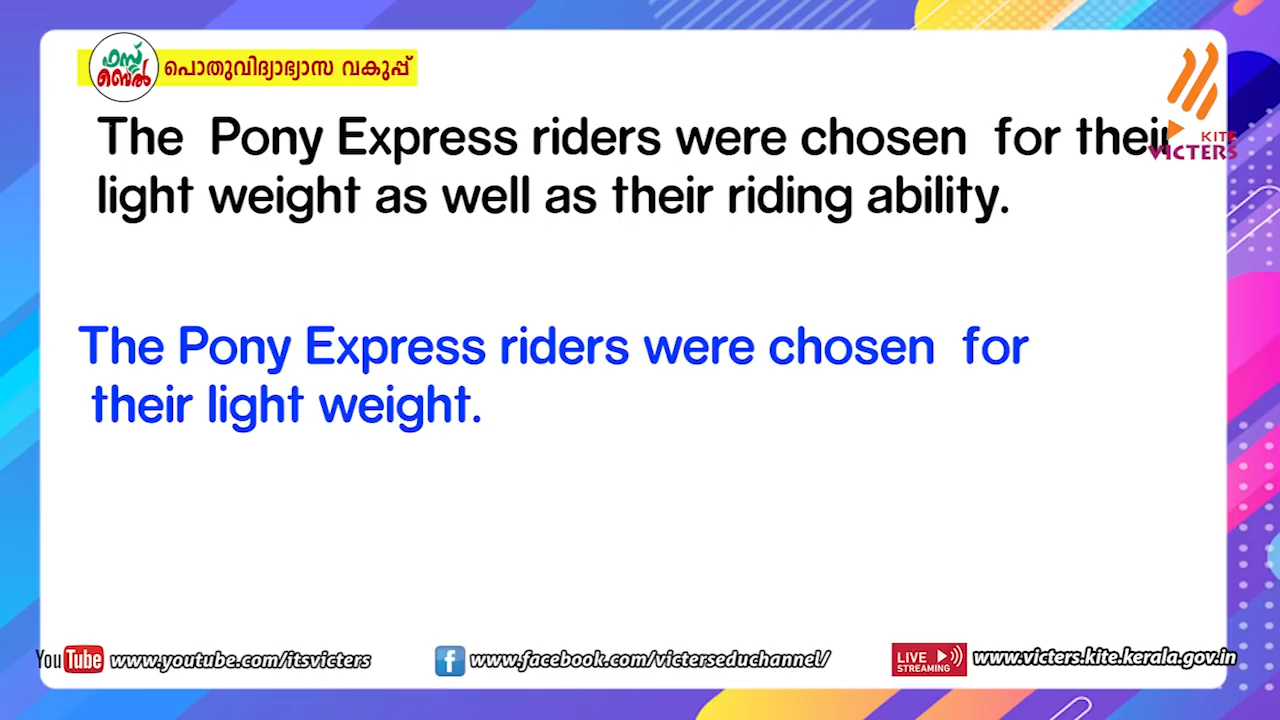 ഫസ്റ്റ്
ബെൽ
പൊതുവിദ്യാഭ്യാസ വകുപ്പ്
KITE
VICTERS
The Pony Express riders were chosen for their
light weight as well as their riding ability.
The Pony Express riders were chosen for
their light weight.
YouTube www.youtube.com/itsvicters
f www.facebook.com/victerseduchannel/
LIVE
STREAMING
www.victers.kite.kerala.gov.in